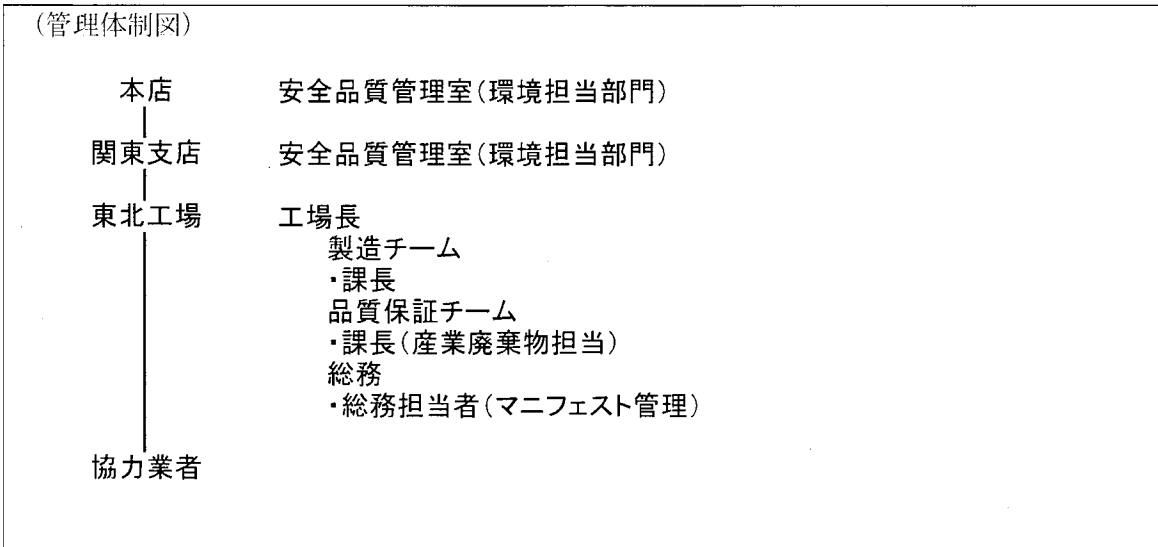 (管理体制図)
本店 安全品質管理室(環境担当部門)
関東支店 安全品質管理室(環境担当部門)
東北工場 工場長
製造チーム
・課長
品質保証チーム
・課長(産業廃棄物担当)
総務
・総務担当者(マニフェスト管理)
協力業者